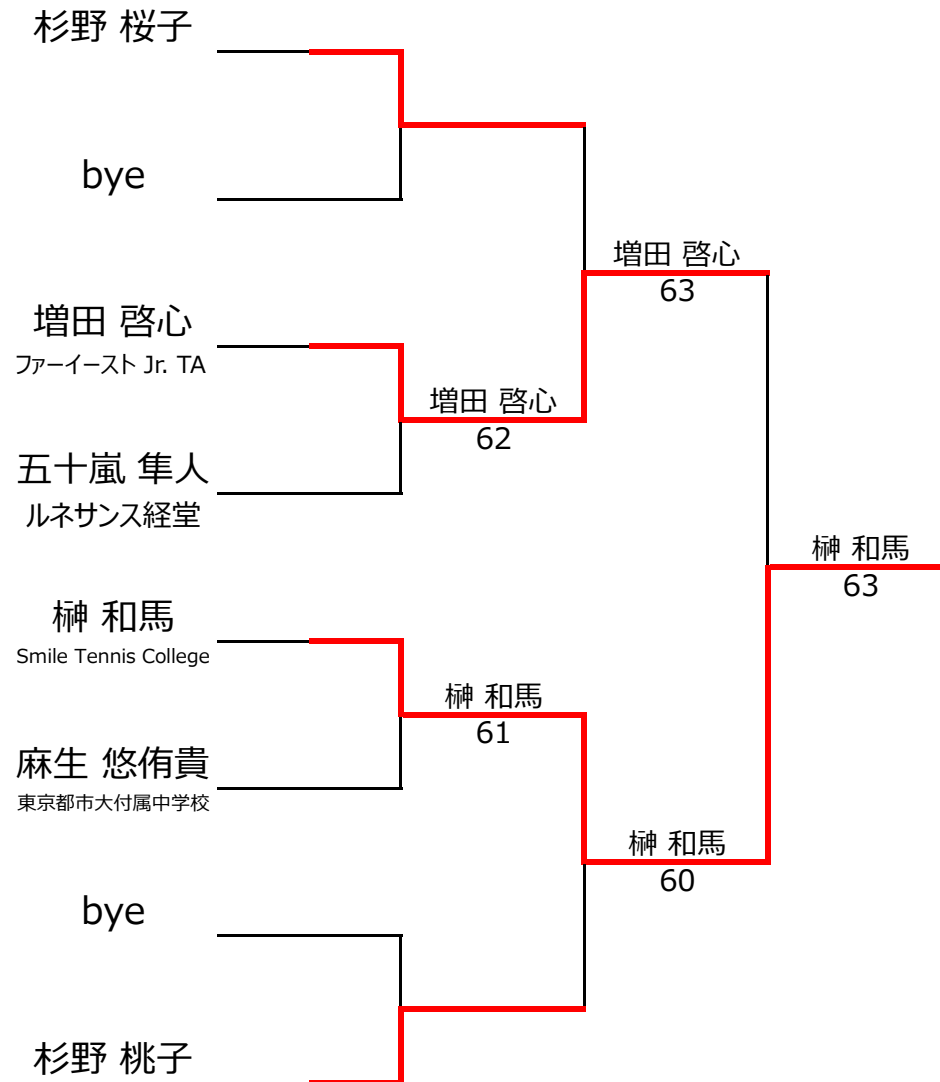 杉野 桜子
bye
増田 啓心
63
増田 啓心
ファーイースト Jr. TA
増田 啓心
62
五十嵐 隼人
ルネサンス経堂
榊 和馬
63
榊 和馬
Smile Tennis College
榊 和馬
61
麻生 悠侑貴
東京都市大付属中学校
榊 和馬
60
bye
杉野 桃子